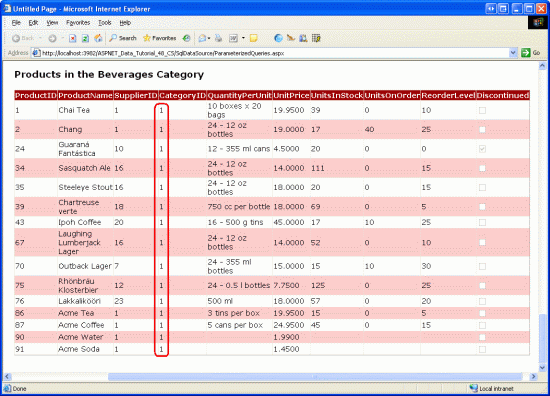 Untitled Page - Microsoft Internet Explorer
File Edit View Favorites Tools Help
Back Search Favorites
Address http://localhost:3982/ASPNET_Data_Tutorial_48_CS/SqlDataSource/ParameterizedQueries.aspx Go
Products in the Beverages Category
ProductID ProductName SupplierID CategoryID QuantityPerUnit UnitPrice UnitsInStock UnitsOnOrder ReorderLevel Discontinued
1 Chai Tea 1 1 10 boxes x 20 bags 19.9500 39 0 10
2 Chang 1 1 24 - 12 oz bottles 19.0000 17 40 25
24 Guaraná Fantástica 10 1 12 - 355 ml cans 4.5000 20 0 0
34 Sasquatch Ale 16 1 24 - 12 oz bottles 14.0000 111 0 15
35 Steeleye Stout 16 1 24 - 12 oz bottles 18.0000 20 0 15
39 Chartreuse verte 18 1 750 cc per bottle 18.0000 69 0 5
43 Ipoh Coffee 20 1 16 - 500 g tins 45.0000 17 10 25
67 Laughing Lumberjack Lager 16 1 24 - 12 oz bottles 14.0000 52 0 10
70 Outback Lager 7 1 24 - 355 ml bottles 15.0000 15 10 30
75 Rhönbräu Klosterbier 12 1 24 - 0.5 l bottles 7.7500 125 0 25
76 Lakkalikööri 23 1 500 ml 18.0000 57 0 20
86 Acme Tea 1 1 3 tins per box 19.9500 15 0 5
87 Acme Coffee 1 1 5 cans per box 24.9500 45 0 15
90 Acme Water 1 1 1.9900
91 Acme Soda 1 1 1.4500
Done Local intranet